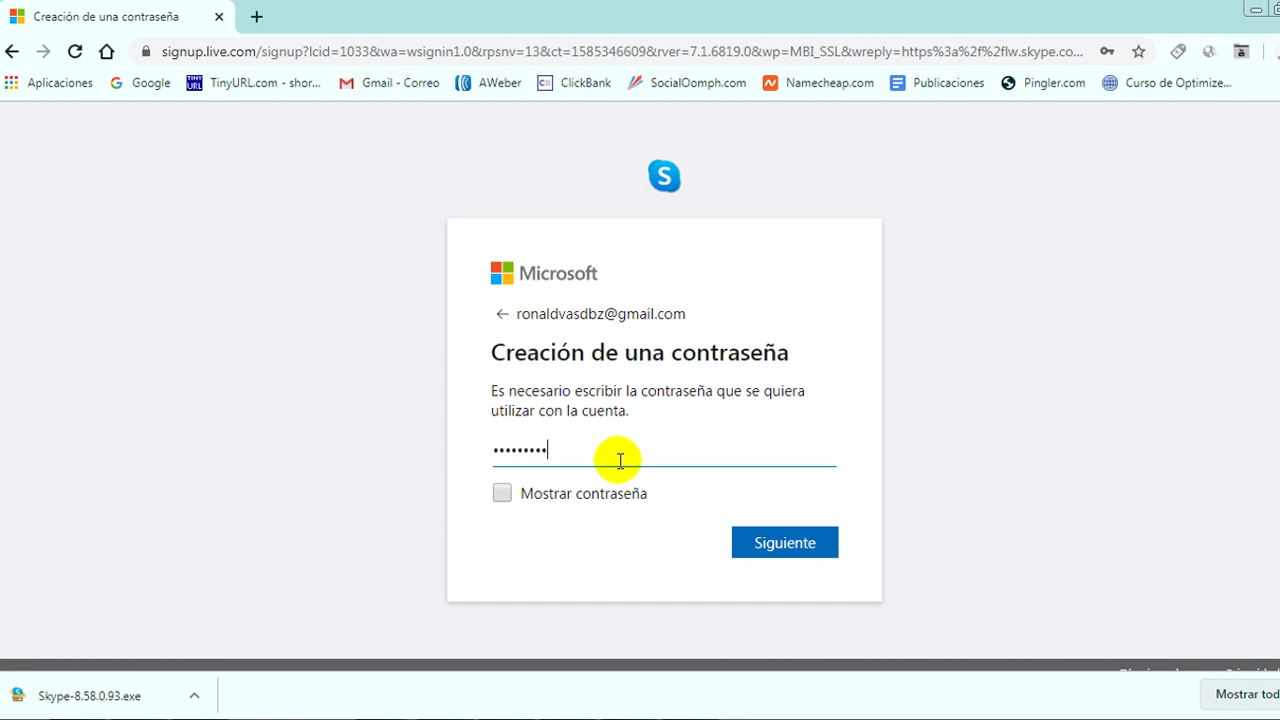 Creación de una contraseña
signup.live.com/signup?lcid=1033&wa=wsignin1.0&rpsnv=13&ct=1585346609&rver=7.1.6819.0&wp=MBI_SSL&wreply=https%3a%2f%2flw.skype.co...
Aplicaciones Google TinyURL.com - shor... Gmail - Correo AWeber ClickBank SocialOomph.com Namecheap.com Publicaciones Pingler.com Curso de Optimize...
S
Microsoft
← ronaldvasdbz@gmail.com
Creación de una contraseña
Es necesario escribir la contraseña que se quiera
utilizar con la cuenta.
•••••••••
Mostrar contraseña
Siguiente
Skype-8.58.0.93.exe
Mostrar tod